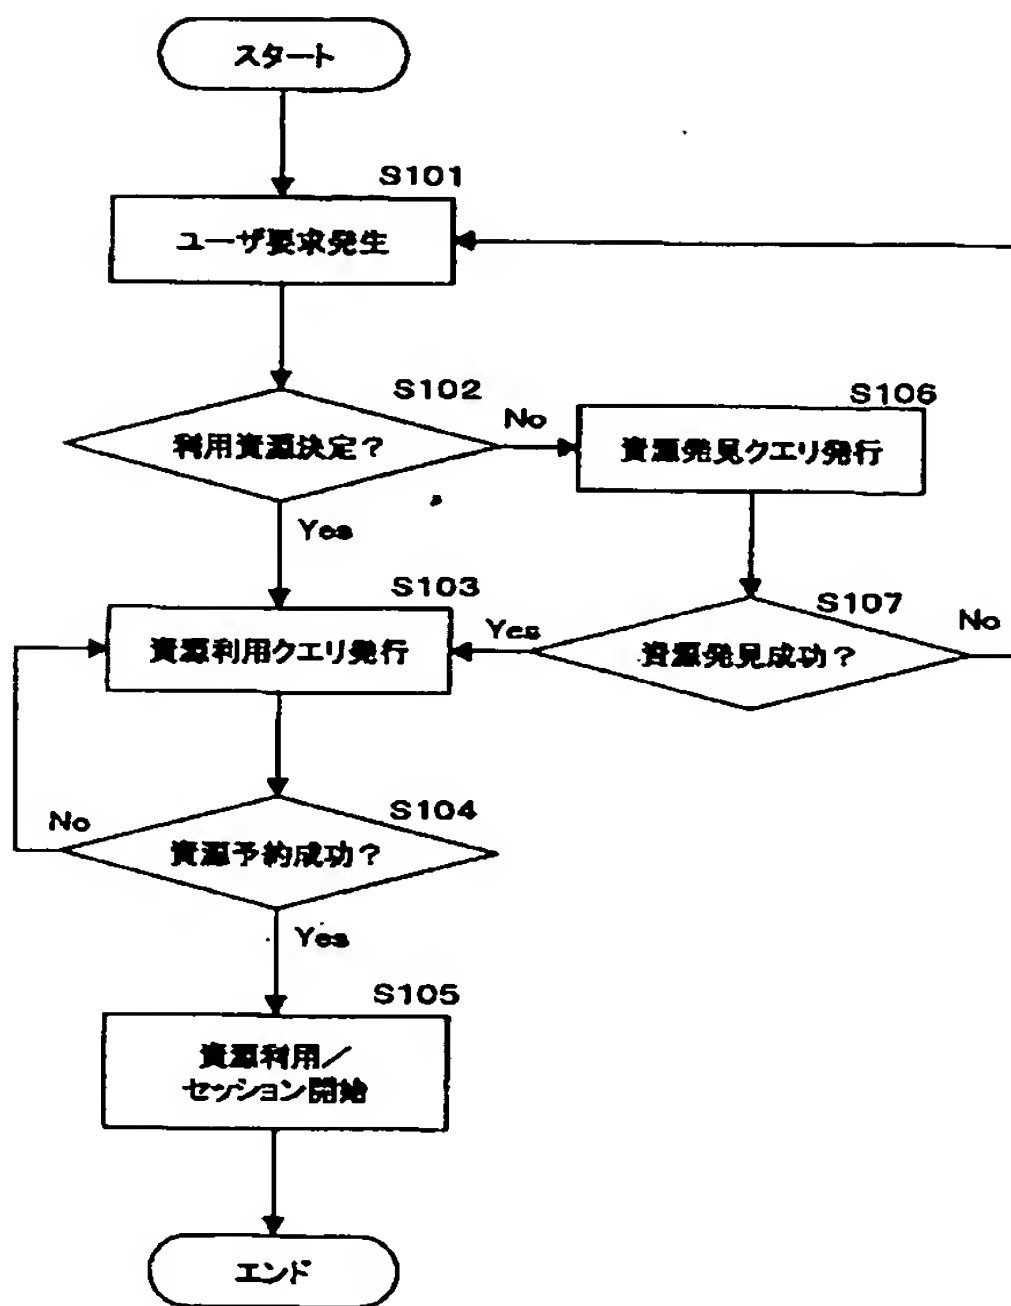 スタート
S101
ユーザ要求発生
S102
利用資源決定?
No
Yes
S106
資源発見クエリ発行
S103
資源利用クエリ発行
S107
資源発見成功?
Yes
No
S104
資源予約成功?
No
Yes
S105
資源利用/
セッション開始
エンド